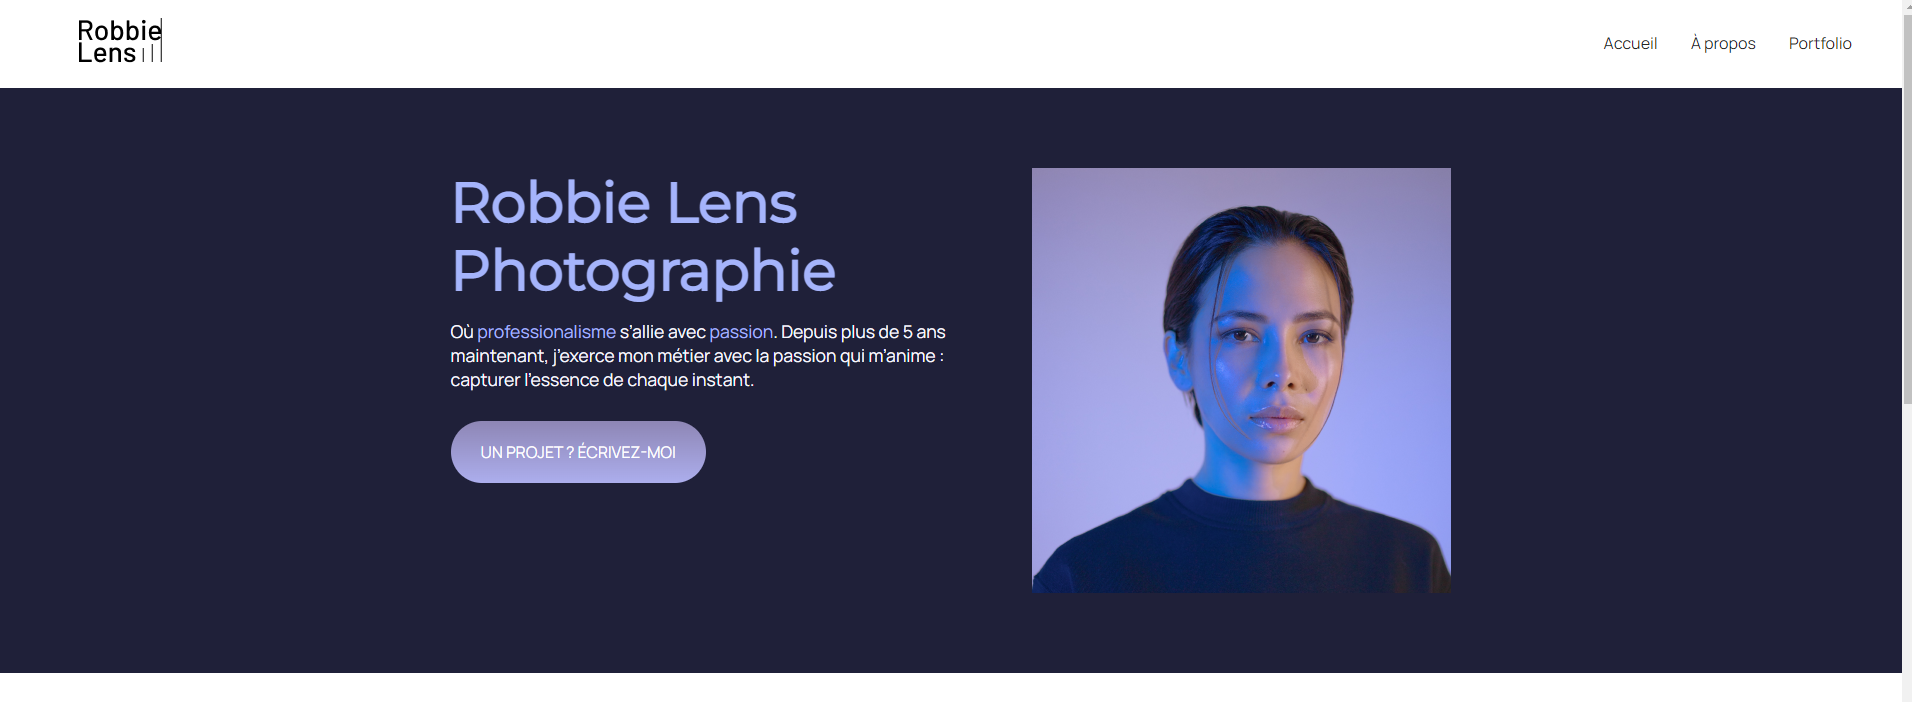 Robbie
Lens
Accueil
À propos
Portfolio
Robbie Lens
Photographie
Où professionalisme s’allie avec passion. Depuis plus de 5 ans
maintenant, j’exerce mon métier avec la passion qui m’anime :
capturer l’essence de chaque instant.
UN PROJET ? ÉCRIVEZ-MOI